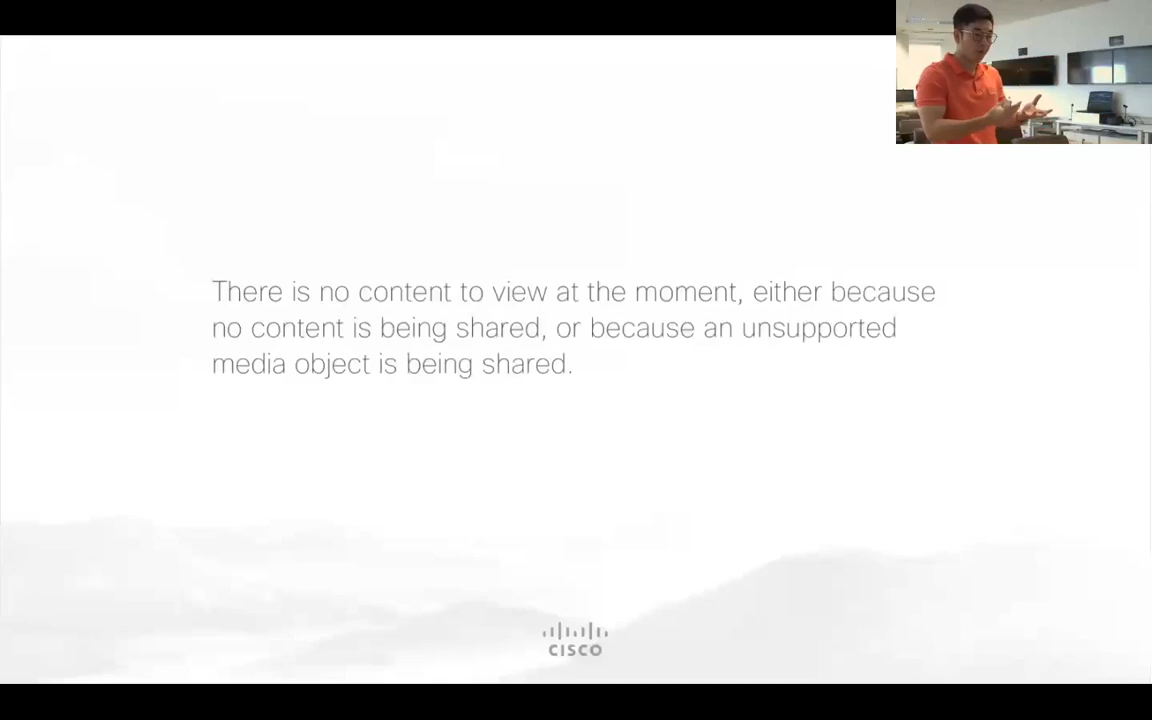 There is no content to view at the moment, either because
no content is being shared, or because an unsupported
media object is being shared.
CISCO